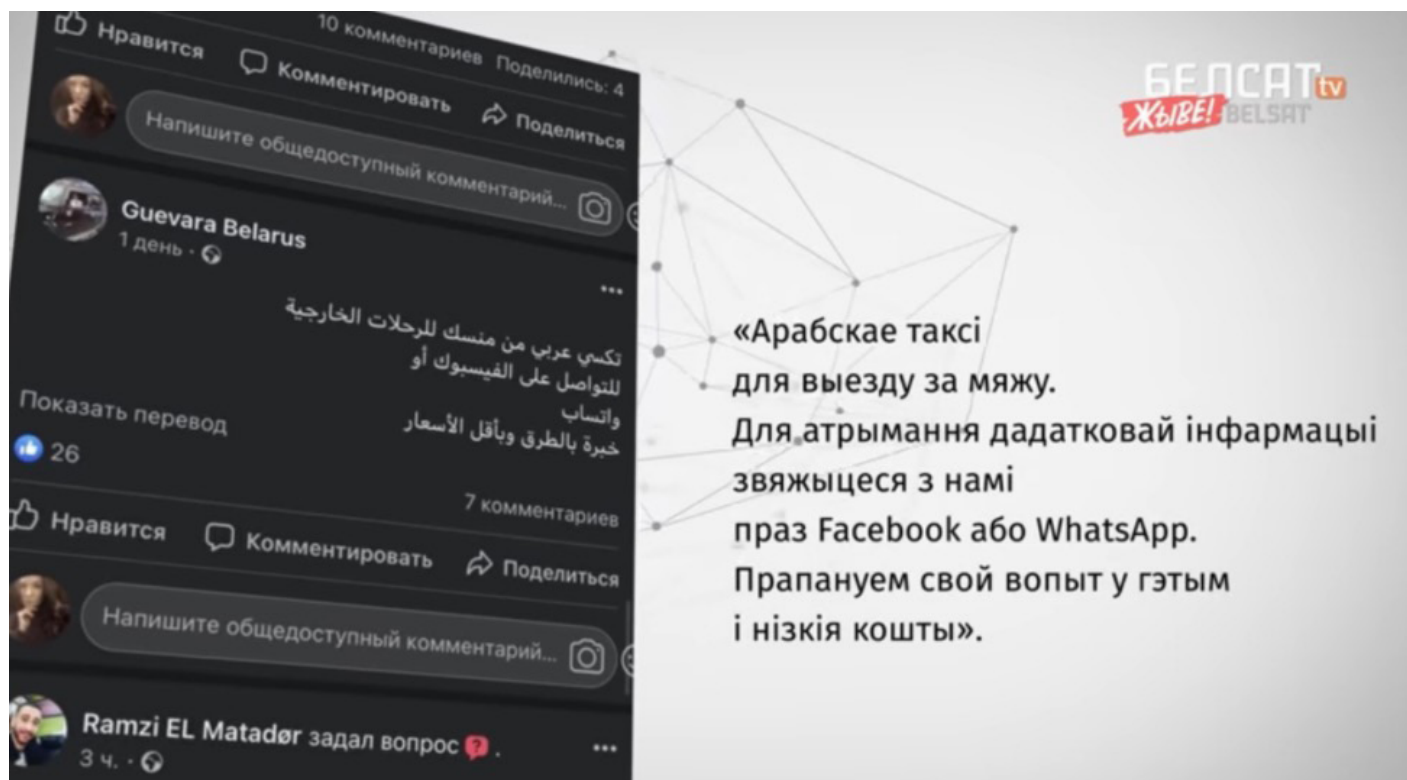 10 комментариев Поделились: 4
Нравится Комментировать Поделиться
Напишите общедоступный комментарий...
Guevara Belarus
1 день ·
تكسي عربي من منسك للرحلات الخارجية
للتواصل على الفيسبوك أو
واتساب
خبرة بالطرق وبأقل الأسعار
Показать перевод
26
7 комментариев
Нравится Комментировать Поделиться
Напишите общедоступный комментарий...
Ramzi EL Matadør задал вопрос ? .
3 ч. ·
БЕЛСАТ tv
ЖЫВЕ! BELSAT
«Арабскае таксі
для выезду за мяжу.
Для атрымання дадатковай інфармацыі
звяжыцеся з намі
праз Facebook або WhatsApp.
Прапануем свой вопыт у гэтым
і нізкія кошты».